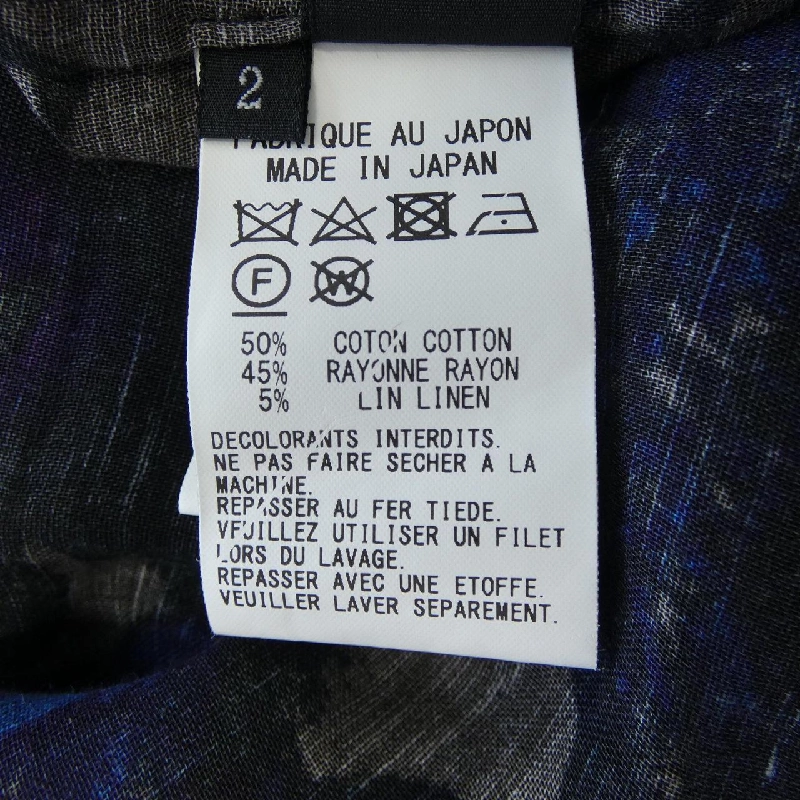 2
FABRIQUE AU JAPON
MADE IN JAPAN
F W
50% COTON COTTON
45% RAYONNE RAYON
5% LIN LINEN
DECOLORANTS INTERDITS.
NE PAS FAIRE SECHER A LA
MACHINE.
REPASSER AU FER TIEDE.
VEUILLEZ UTILISER UN FILET
LORS DU LAVAGE.
REPASSER AVEC UNE ETOFFE.
VEUILLER LAVER SEPAREMENT.